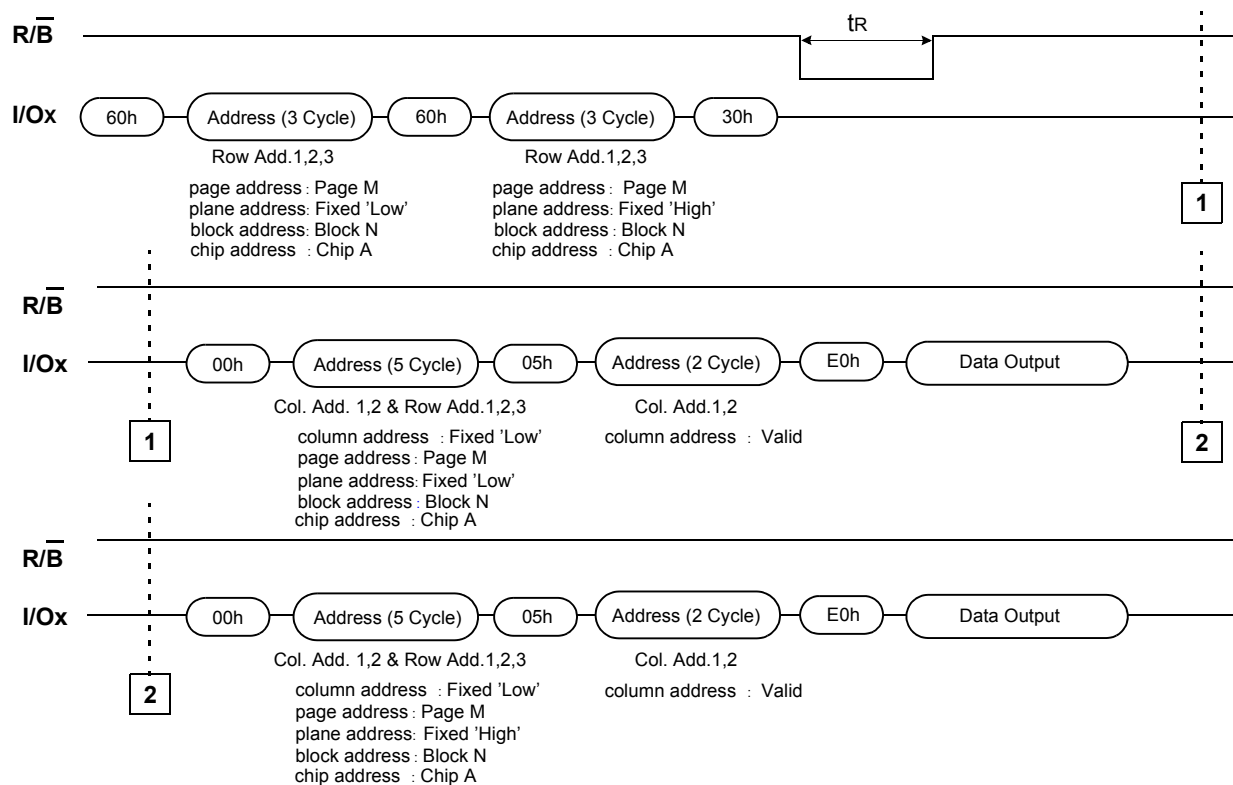 tR
R/B
I/Ox
60h Address (3 Cycle) 60h Address (3 Cycle) 30h
Row Add.1,2,3 Row Add.1,2,3
page address : Page M page address : Page M
plane address: Fixed 'Low' plane address: Fixed 'High'
block address: Block N block address: Block N
chip address : Chip A chip address : Chip A
1
R/B
I/Ox
00h Address (5 Cycle) 05h Address (2 Cycle) E0h Data Output
Col. Add. 1,2 & Row Add.1,2,3 Col. Add.1,2
column address : Fixed 'Low' column address : Valid
page address : Page M
plane address: Fixed 'Low'
block address : Block N
chip address : Chip A
1
2
R/B
I/Ox
00h Address (5 Cycle) 05h Address (2 Cycle) E0h Data Output
Col. Add. 1,2 & Row Add.1,2,3 Col. Add.1,2
column address : Fixed 'Low' column address : Valid
page address : Page M
plane address: Fixed 'High'
block address : Block N
chip address : Chip A
2